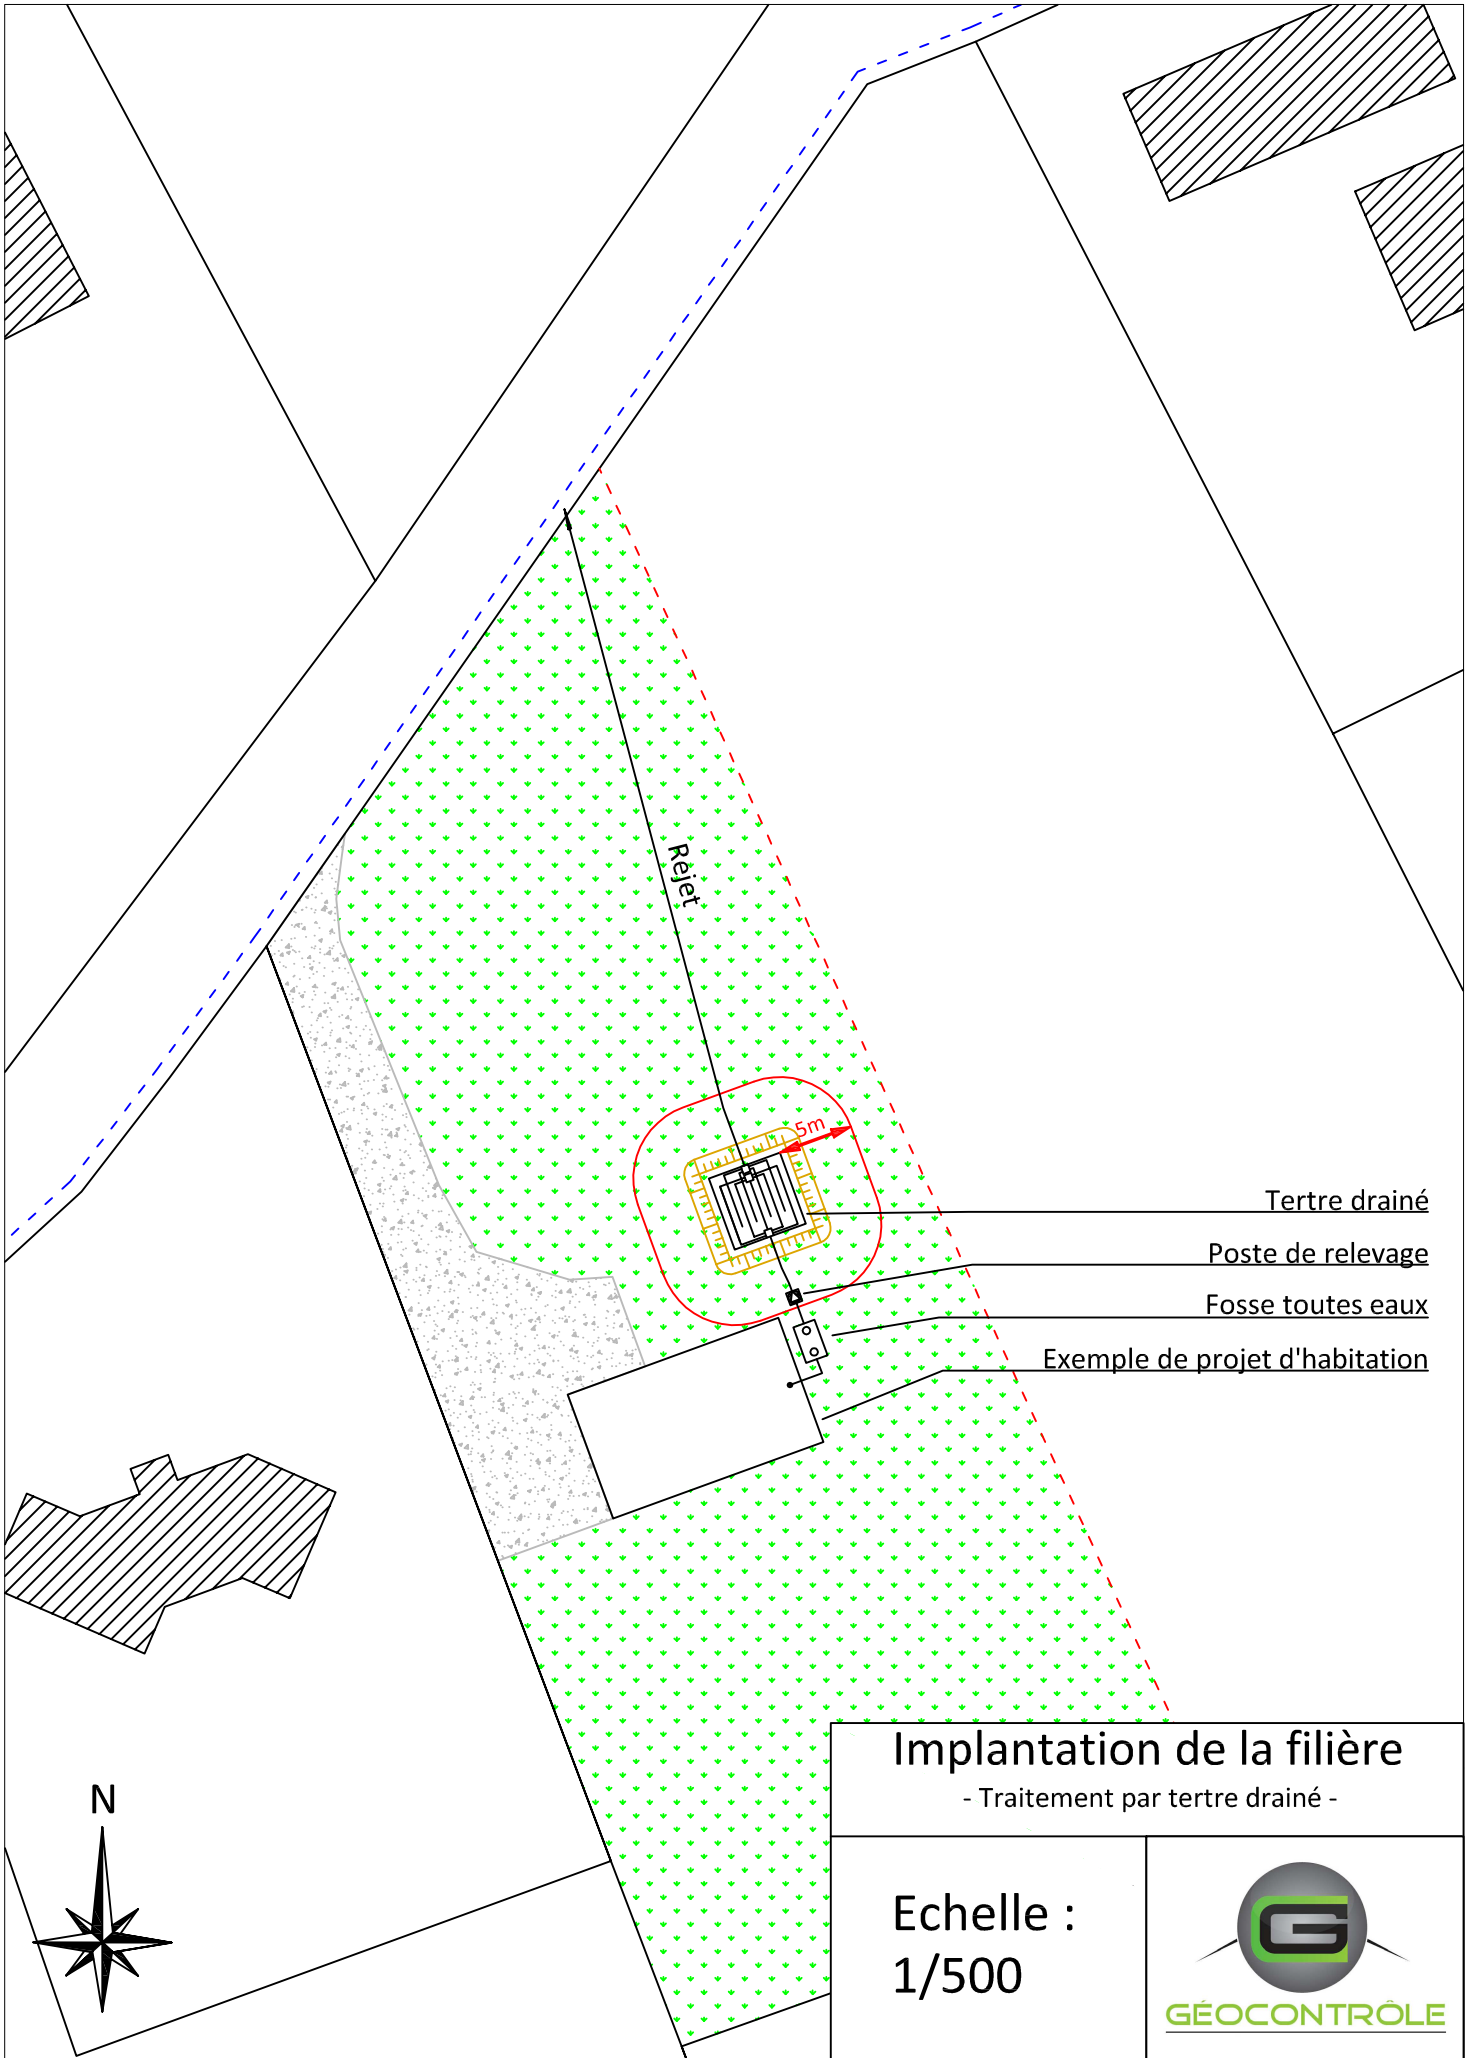 Rejet
5m
Tertre drainé
Poste de relevage
Fosse toutes eaux
Exemple de projet d'habitation
Implantation de la filière
- Traitement par tertre drainé -
N
Echelle :
1/500
G
GÉOCONTRÔLE